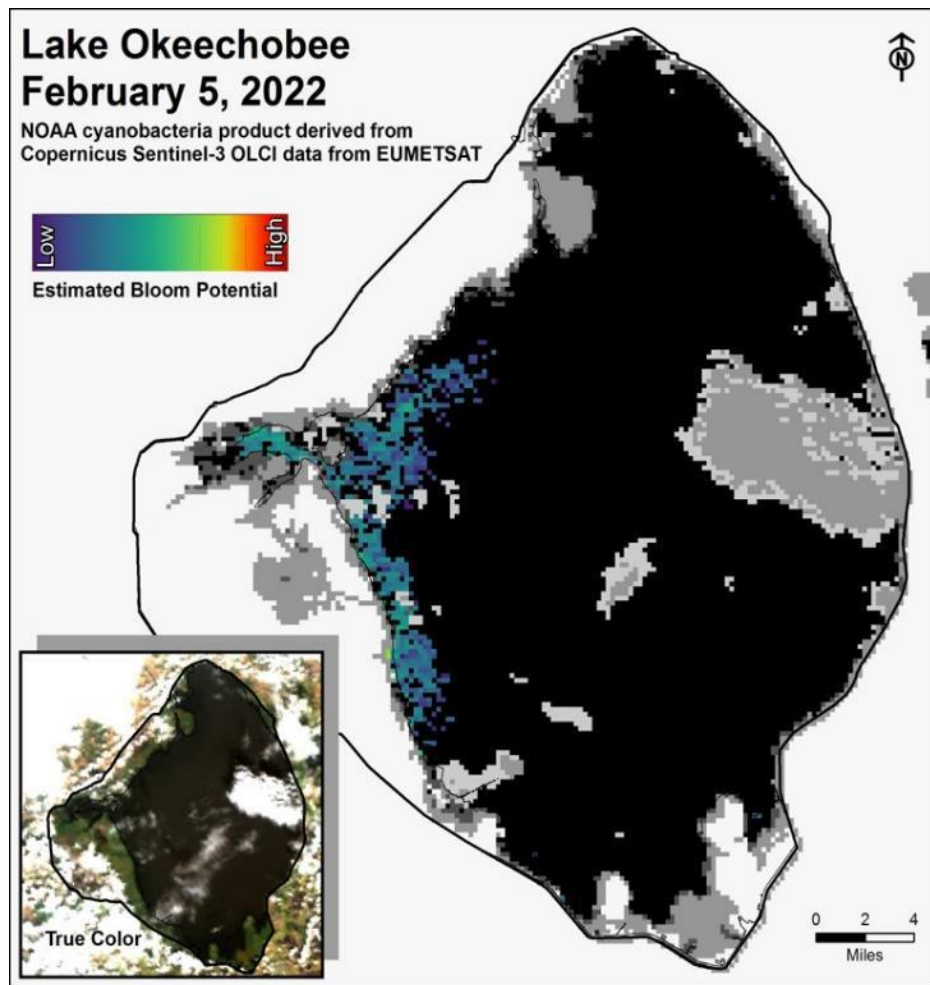 Lake Okeechobee
February 5, 2022
NOAA cyanobacteria product derived from
Copernicus Sentinel-3 OLCI data from EUMETSAT
N
Low
High
Estimated Bloom Potential
True Color
0 2 4
Miles